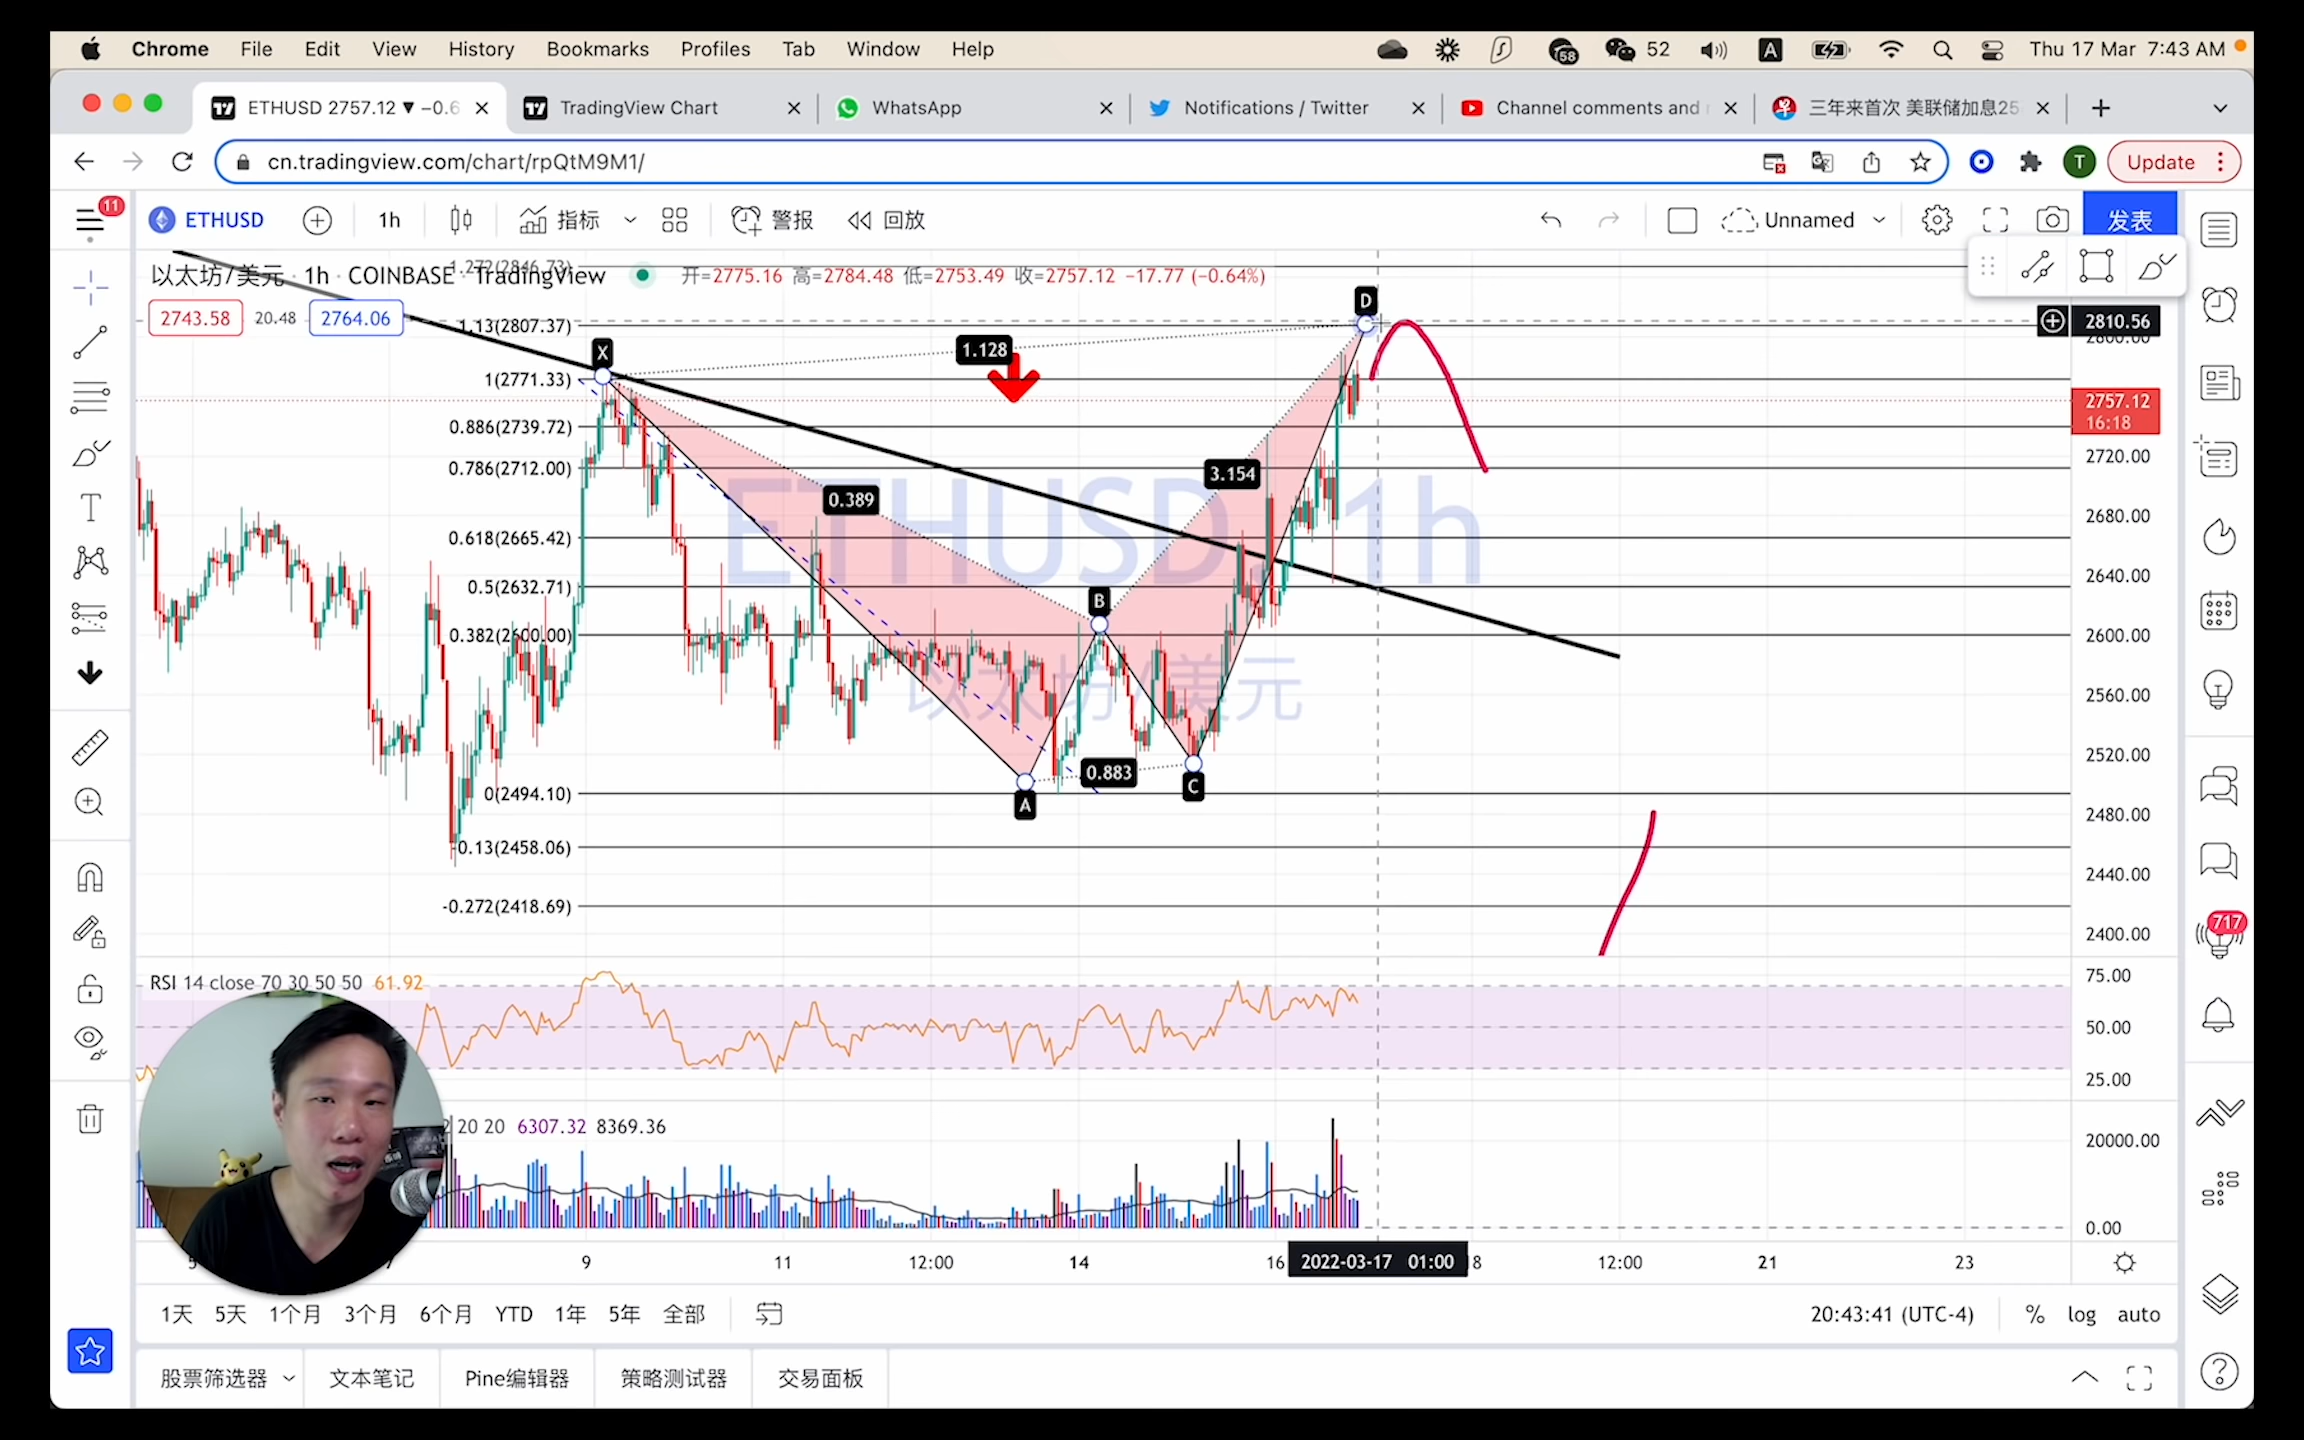 Chrome File Edit View History Bookmarks Profiles Tab Window Help 58 52 A Thu 17 Mar 7:43 AM
ETHUSD 2757.12 ▼ −0.6 TradingView Chart WhatsApp Notifications / Twitter Channel comments and 三年来首次 美联储加息25
cn.tradingview.com/chart/rpQtM9M1/ T Update
11 ETHUSD 1h 指标 警报 回放 Unnamed 发表
1.272(2846.73)
以太坊/美元 · 1h · COINBASE · TradingView 开=2775.16 高=2784.48 低=2753.49 收=2757.12 −17.77 (−0.64%)
2743.58 20.48 2764.06
D
1.13(2807.37)
2810.56
2800.00
X
1.128
1(2771.33)
2757.12
16:18
0.886(2739.72)
0.786(2712.00)
2720.00
3.154
0.389
ETHUSD, 1h
2680.00
0.618(2665.42)
2640.00
0.5(2632.71)
B
0.382(2600.00)
2600.00
以太坊/美元
2560.00
2520.00
0.883
C
0(2494.10)
A
2480.00
-0.13(2458.06)
2440.00
-0.272(2418.69)
2400.00
717
RSI 14 close 70 30 50 50 61.92
75.00
50.00
25.00
2 20 20 6307.32 8369.36
20000.00
0.00
5 7 9 11 12:00 14 16 2022-03-17 01:00 8 12:00 21 23
1天 5天 1个月 3个月 6个月 YTD 1年 5年 全部 20:43:41 (UTC-4) % log auto
股票筛选器 文本笔记 Pine编辑器 策略测试器 交易面板